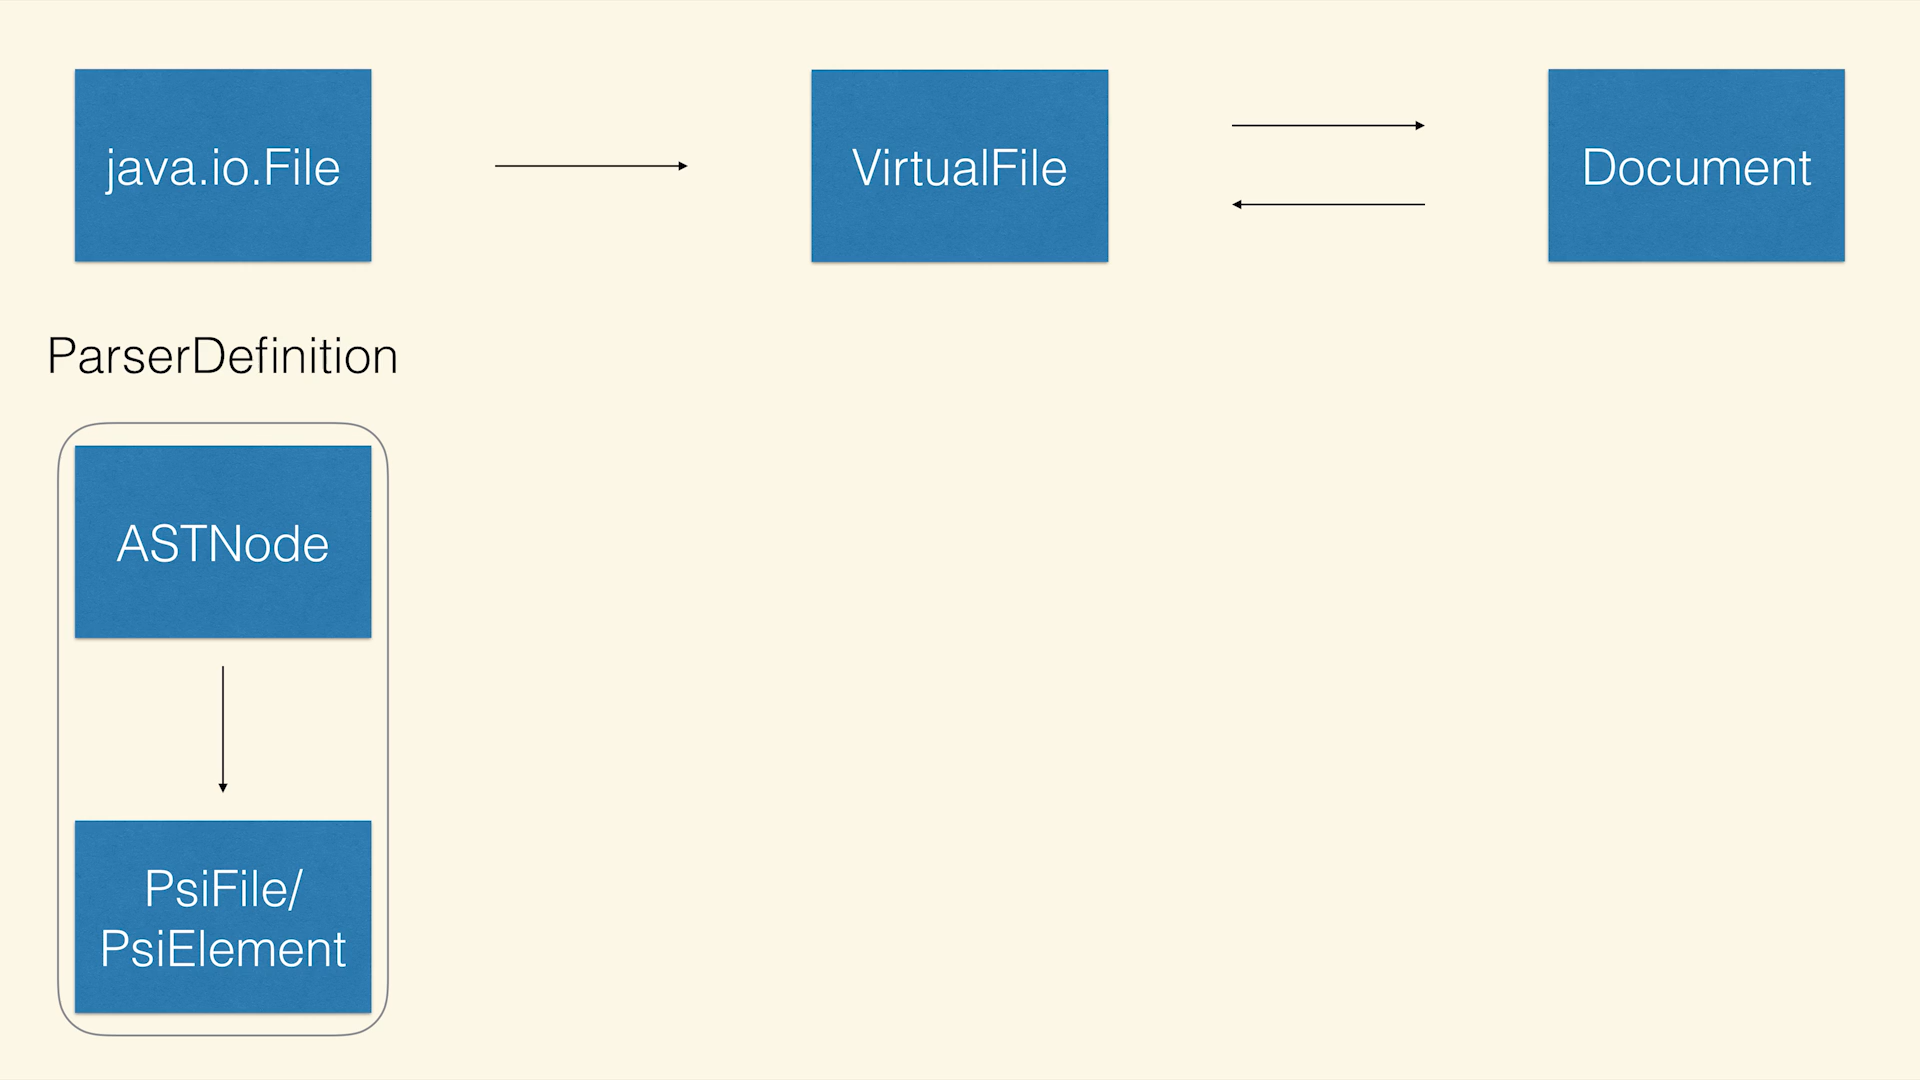 java.io.File
VirtualFile
Document
ParserDefinition
ASTNode
PsiFile/
PsiElement